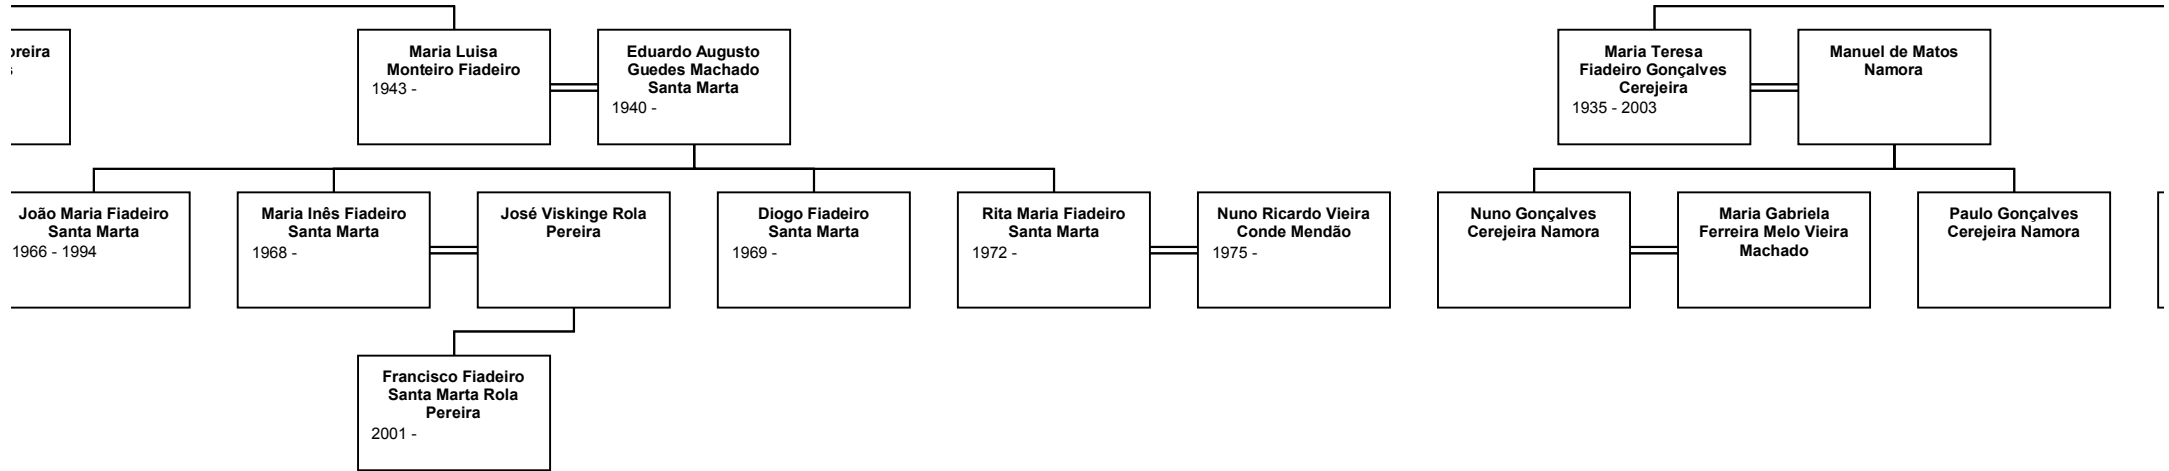 Maria Luisa
Monteiro Fiadeiro
1943 -
Eduardo Augusto
Guedes Machado
Santa Marta
1940 -
Maria Teresa
Fiadeiro Gonçalves
Cerejeira
1935 - 2003
Manuel de Matos
Namora
João Maria Fiadeiro
Santa Marta
1966 - 1994
Maria Inês Fiadeiro
Santa Marta
1968 -
José Viskinge Rola
Pereira
Diogo Fiadeiro
Santa Marta
1969 -
Rita Maria Fiadeiro
Santa Marta
1972 -
Nuno Ricardo Vieira
Conde Mendão
1975 -
Nuno Gonçalves
Cerejeira Namora
Maria Gabriela
Ferreira Melo Vieira
Machado
Paulo Gonçalves
Cerejeira Namora
Francisco Fiadeiro
Santa Marta Rola
Pereira
2001 -